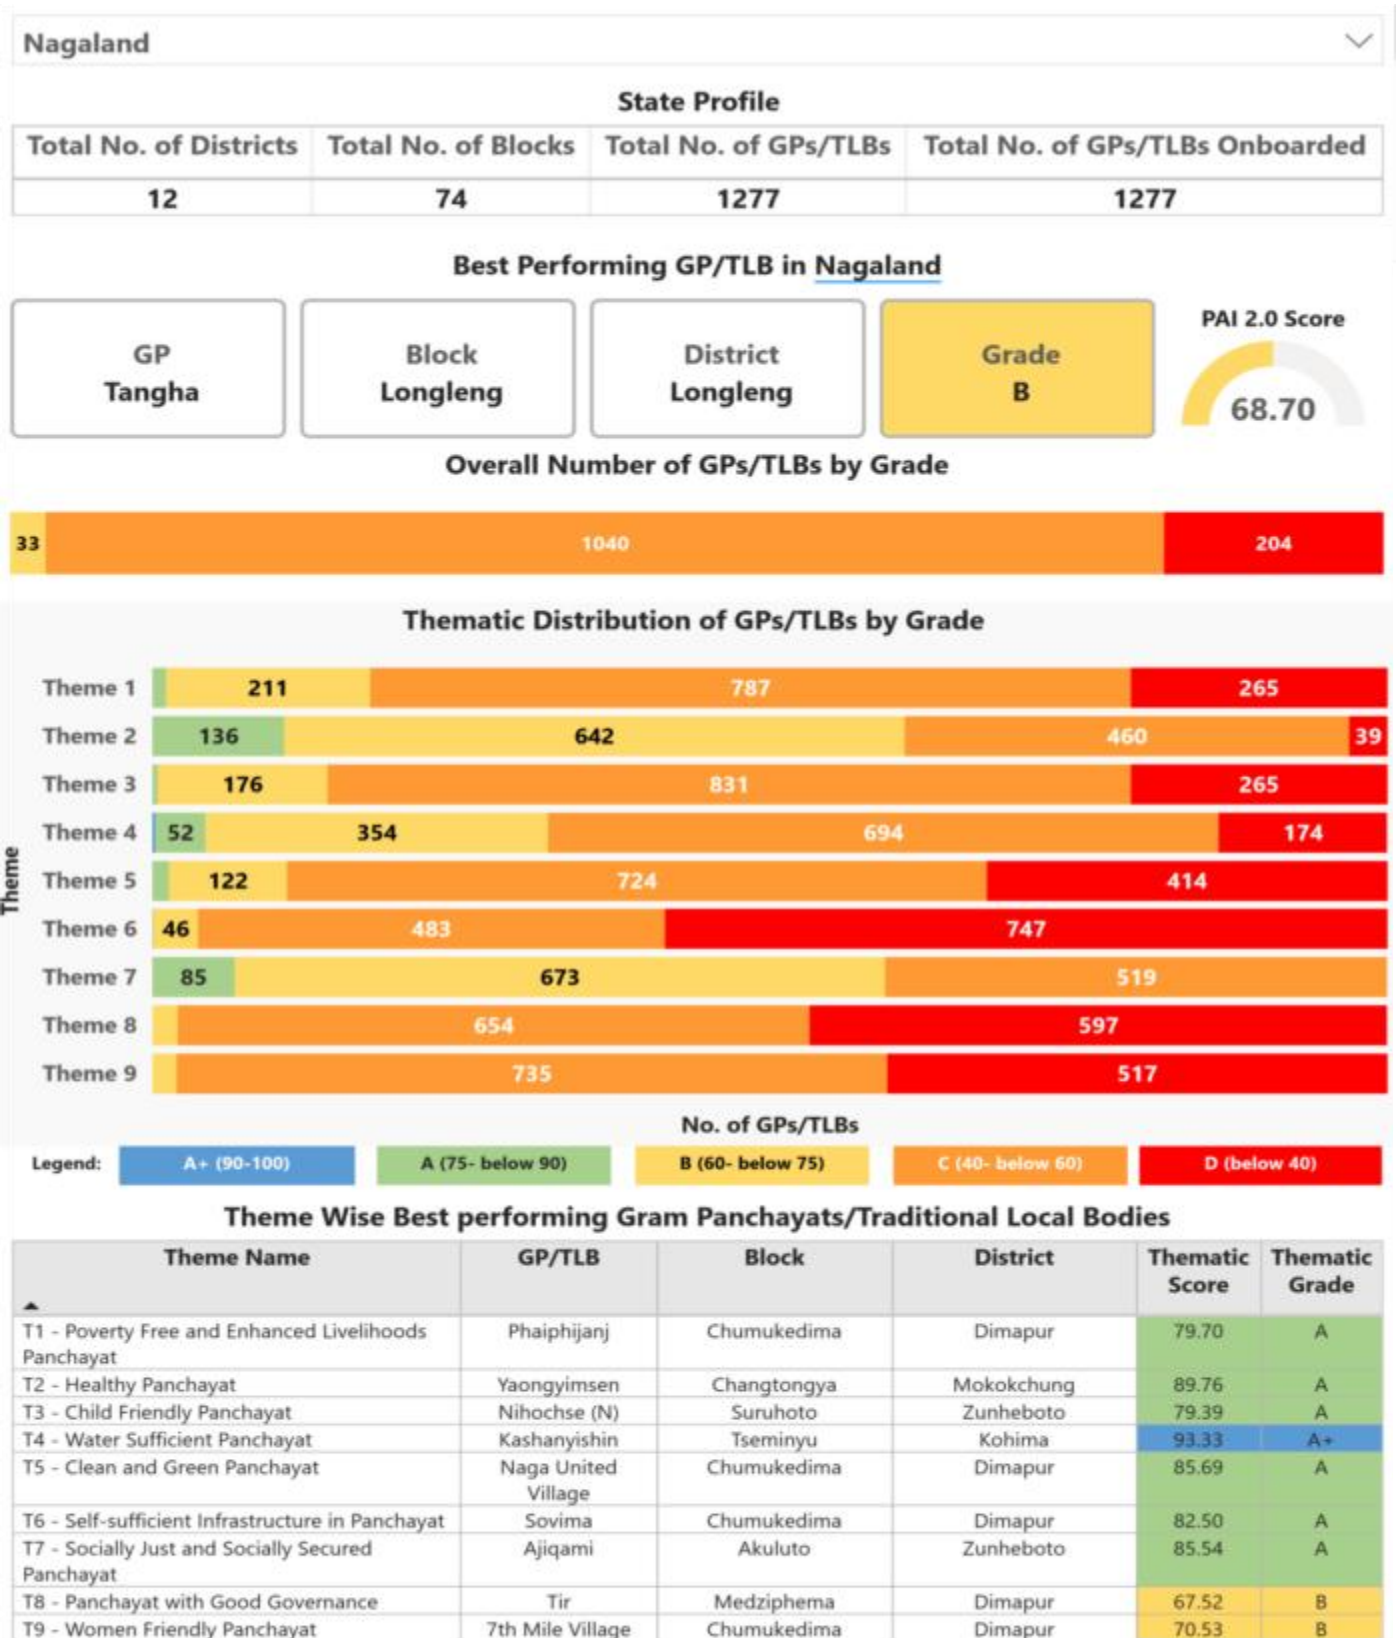 Nagaland
State Profile
Total No. of Districts Total No. of Blocks Total No. of GPs/TLBs Total No. of GPs/TLBs Onboarded
12 74 1277 1277
Best Performing GP/TLB in Nagaland
PAI 2.0 Score
GP Block District Grade
Tangha Longleng Longleng B
68.70
Overall Number of GPs/TLBs by Grade
33 1040 204
Thematic Distribution of GPs/TLBs by Grade
Theme
Theme 1 211 787 265
Theme 2 136 642 460 39
Theme 3 176 831 265
Theme 4 52 354 694 174
Theme 5 122 724 414
Theme 6 46 483 747
Theme 7 85 673 519
Theme 8 654 597
Theme 9 735 517
No. of GPs/TLBs
Legend: A+ (90-100) A (75- below 90) B (60- below 75) C (40- below 60) D (below 40)
Theme Wise Best performing Gram Panchayats/Traditional Local Bodies
Theme Name GP/TLB Block District Thematic Thematic
Score Grade
T1 - Poverty Free and Enhanced Livelihoods Phaiphijanj Chumukedima Dimapur 79.70 A
Panchayat
T2 - Healthy Panchayat Yaongyimsen Changtongya Mokokchung 89.76 A
T3 - Child Friendly Panchayat Nihochse (N) Suruhoto Zunheboto 79.39 A
T4 - Water Sufficient Panchayat Kashanyishin Tseminyu Kohima 93.33 A+
T5 - Clean and Green Panchayat Naga United Chumukedima Dimapur 85.69 A
Village
T6 - Self-sufficient Infrastructure in Panchayat Sovima Chumukedima Dimapur 82.50 A
T7 - Socially Just and Socially Secured Ajiqami Akuluto Zunheboto 85.54 A
Panchayat
T8 - Panchayat with Good Governance Tir Medziphema Dimapur 67.52 B
T9 - Women Friendly Panchayat 7th Mile Village Chumukedima Dimapur 70.53 B